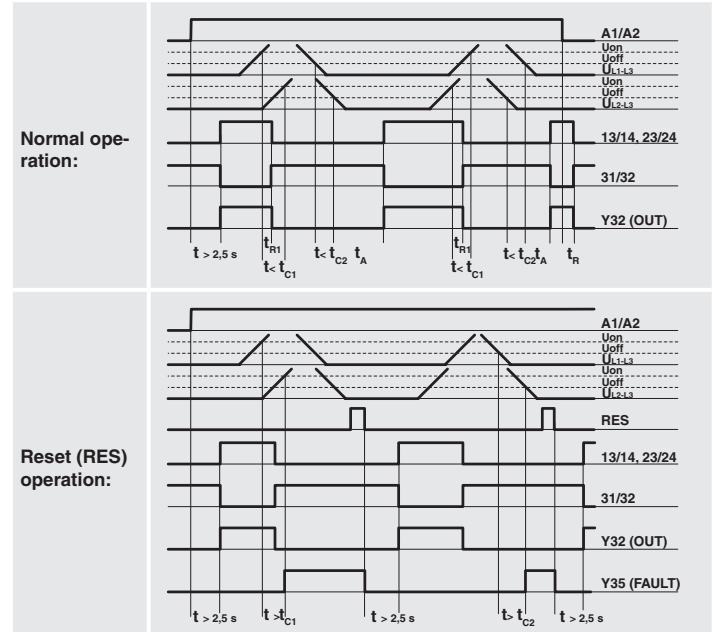 Normal ope-
ration:
A1/A2
Uon
Uoff
UL1-L3
Uon
Uoff
UL2-L3
13/14, 23/24
31/32
Y32 (OUT)
t > 2,5 s
tR1
t< tC1
t< tC2
tA
tR1
t< tC1
t< tC2
tA
tR
Reset (RES)
operation:
A1/A2
Uon
Uoff
UL1-L3
Uon
Uoff
UL2-L3
RES
13/14, 23/24
31/32
Y32 (OUT)
Y35 (FAULT)
t > 2,5 s
t >tC1
t > 2,5 s
t> tC2
t > 2,5 s